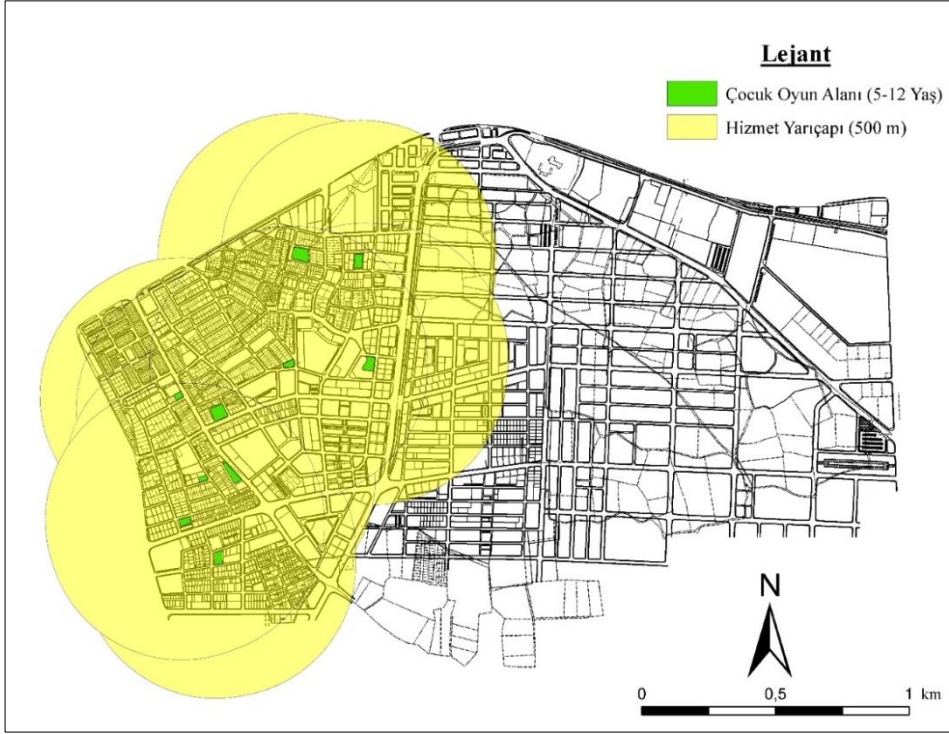 Lejant
Çocuk Oyun Alanı (5-12 Yaş)
Hizmet Yarıçapı (500 m)
N
0 0,5 1 km